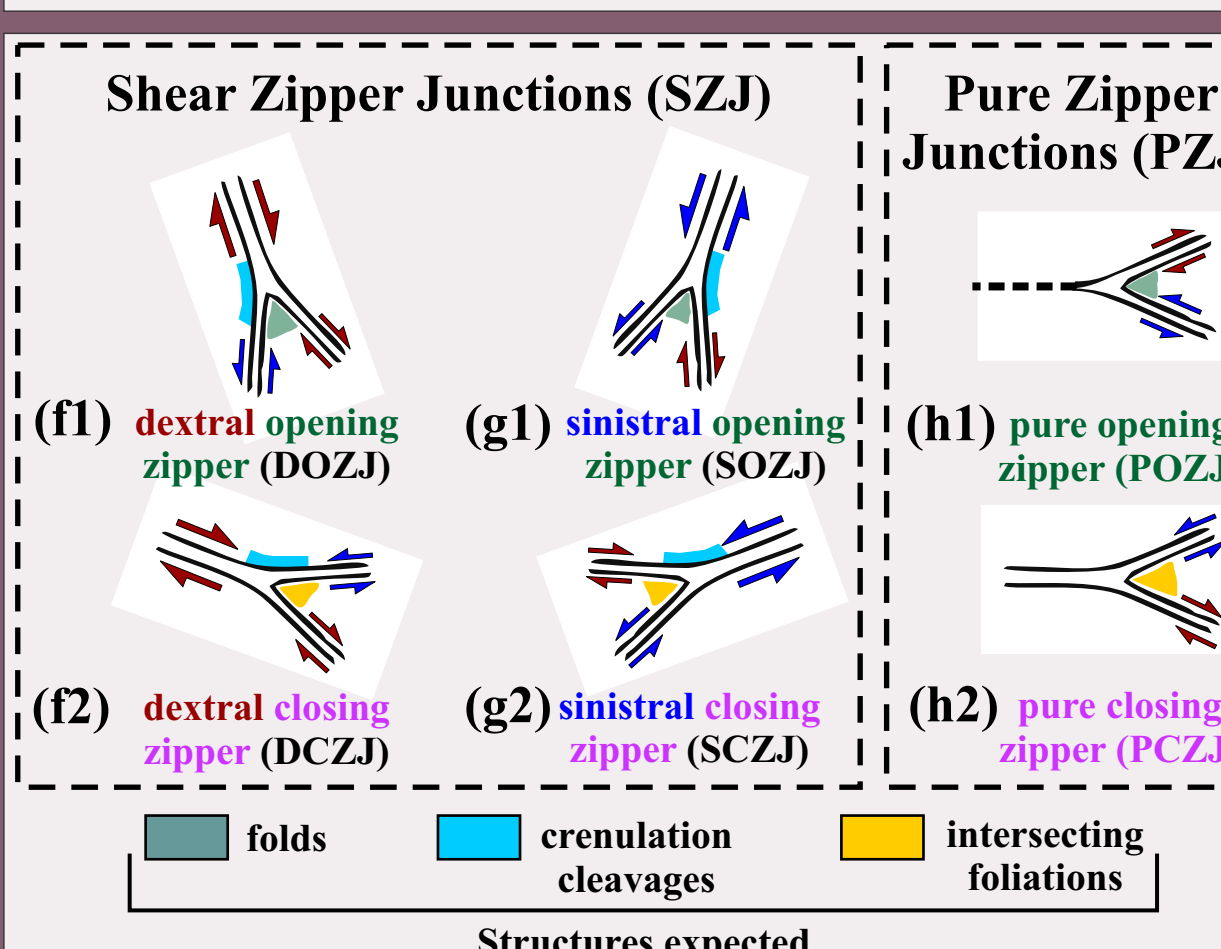 Shear Zipper Junctions (SZJ)
Pure Zipper
Junctions (PZJ
(f1) dextral opening
zipper (DOZJ)
(g1) sinistral opening
zipper (SOZJ)
(h1) pure opening
zipper (POZJ
(f2) dextral closing
zipper (DCZJ)
(g2) sinistral closing
zipper (SCZJ)
(h2) pure closing
zipper (PCZJ
folds
crenulation
cleavages
intersecting
foliations
Structures expected